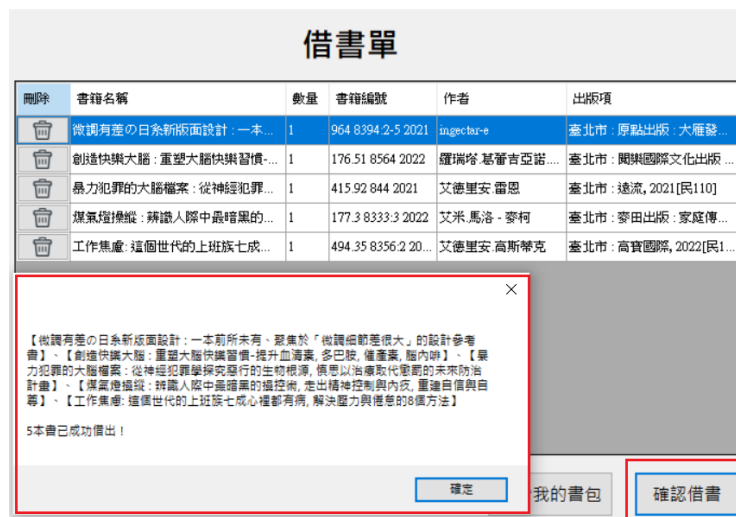 借書單
刪除 書籍名稱 數量 書籍編號 作者 出版項
微調有差の日系新版面設計 : 一本... 1 964 8394:2-5 2021 ingectar-e 臺北市 : 原點出版 : 大雁發...
創造快樂大腦 : 重塑大腦快樂習慣-... 1 176.51 8564 2022 羅瑞塔.葛蕾吉亞諾.... 臺北市 : 閱樂國際文化出版 ...
暴力犯罪的大腦檔案 : 從神經犯罪... 1 415.92 844 2021 艾德里安.雷恩 臺北市 : 遠流, 2021[民110]
煤氣燈操縱 : 辨識人際中最暗黑的... 1 177.3 8333:3 2022 艾米.馬洛 - 麥柯 臺北市 : 麥田出版 : 家庭傳...
工作焦慮 : 這個世代的上班族七成... 1 494.35 8356:2 20... 艾德里安.高斯蒂克 臺北市 : 高寶國際, 2022[民1...
【微調有差の日系新版面設計 : 一本前所未有、聚焦於「微調細節差很大」的設計參考
書】、【創造快樂大腦 : 重塑大腦快樂習慣-提升血清素, 多巴胺, 催產素, 腦內啡】、【暴
力犯罪的大腦檔案 : 從神經犯罪學探究惡行的生物根源, 慎思以治療取代懲罰的未來防治
計畫】、【煤氣燈操縱 : 辨識人際中最暗黑的操控術, 走出精神控制與內疚, 重建自信與自
尊】、【工作焦慮: 這個世代的上班族七成心裡都有病, 解決壓力與倦怠的8個方法】
5本書已成功借出！
確定
我的書包
確認借書